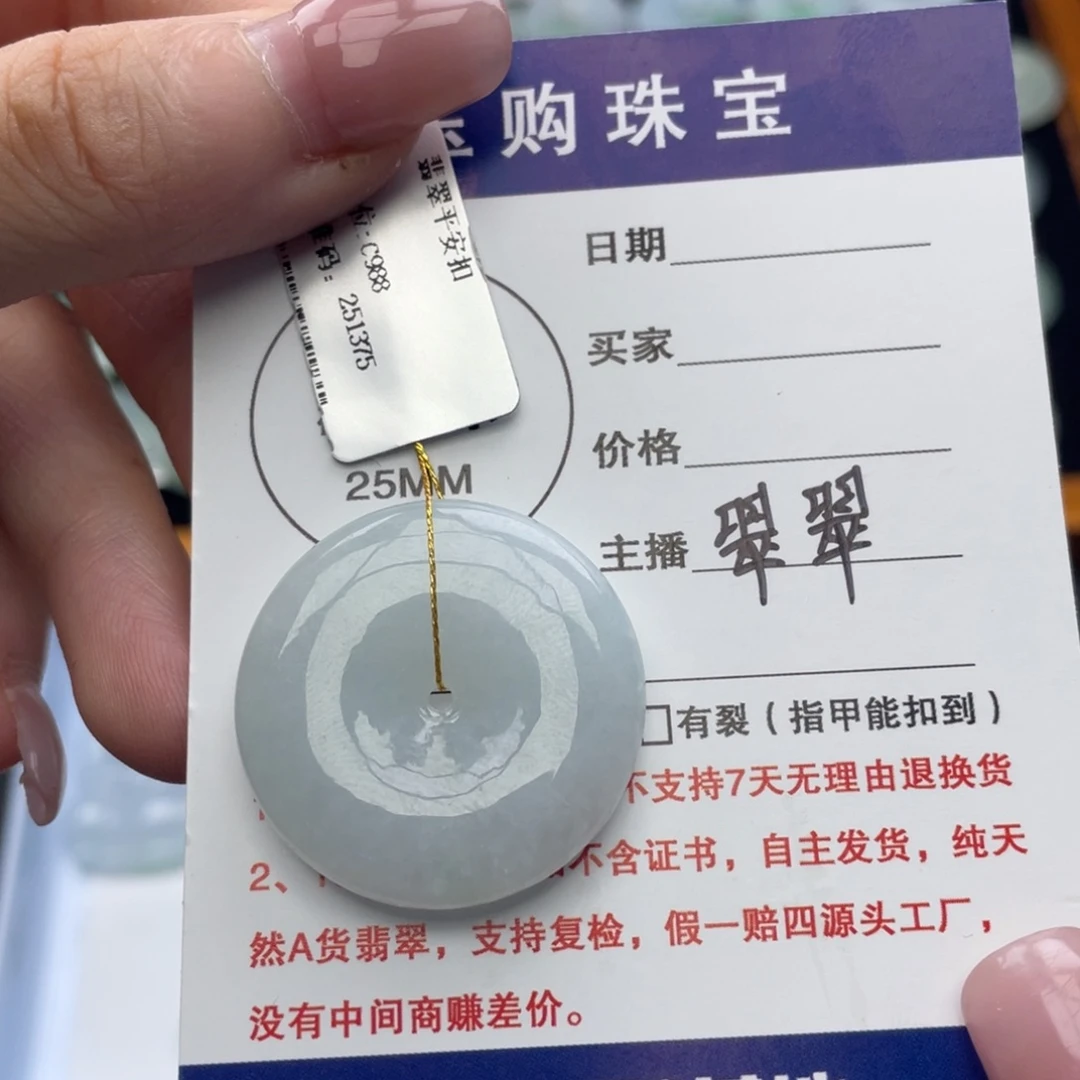 购珠宝
翡翠平安扣
位:C988
码: 251375
25MM
日期
买家
价格
主播 翠翠
有裂（指甲能扣到）
不支持7天无理由退换货
2、不含证书，自主发货，纯天
然A货翡翠，支持复检，假一赔四源头工厂，
没有中间商赚差价。